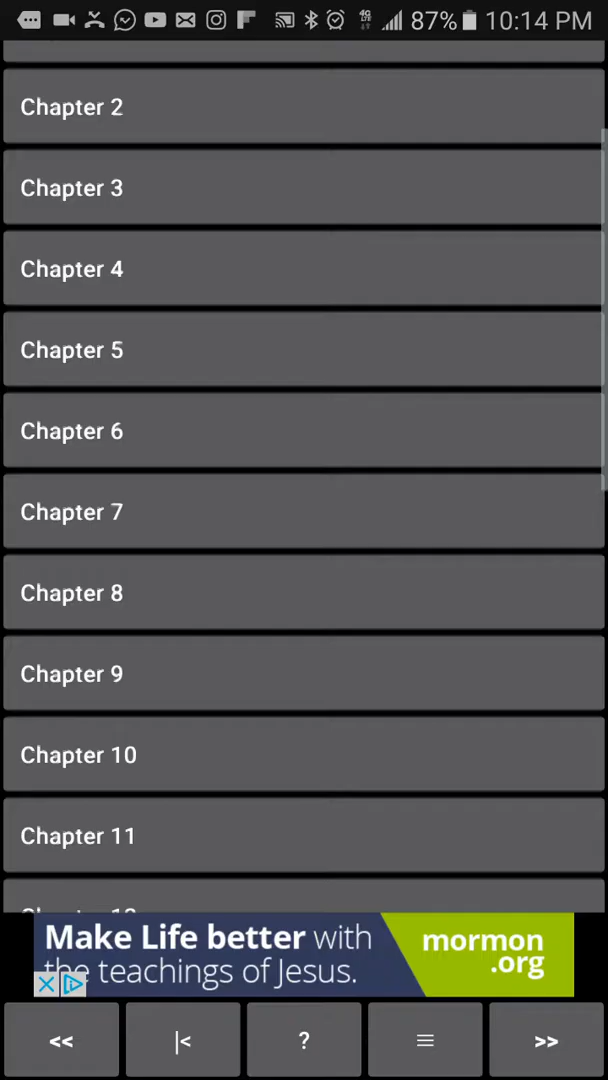 87% 10:14 PM
Chapter 2
Chapter 3
Chapter 4
Chapter 5
Chapter 6
Chapter 7
Chapter 8
Chapter 9
Chapter 10
Chapter 11
Make Life better with
the teachings of Jesus.
mormon
.org
<< |< ? ≡ >>